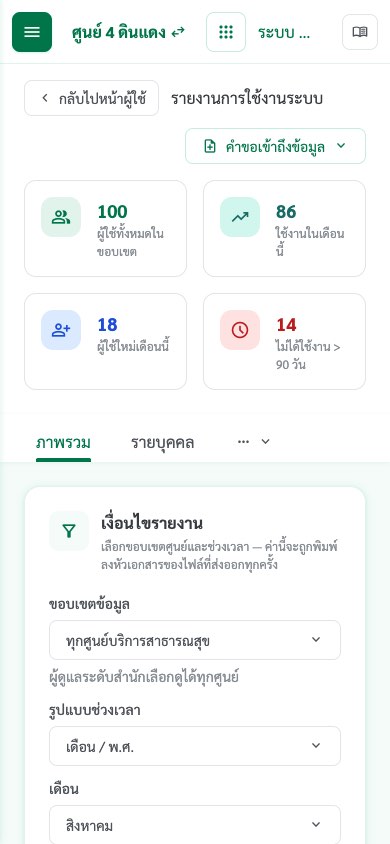 ศูนย์ 4 ดินแดง
ระบบ ...
กลับไปหน้าผู้ใช้
รายงานการใช้งานระบบ
คำขอเข้าถึงข้อมูล
100
ผู้ใช้ทั้งหมดใน
ขอบเขต
86
ใช้งานในเดือน
นี้
18
ผู้ใช้ใหม่เดือนนี้
14
ไม่ได้ใช้งาน >
90 วัน
ภาพรวม
รายบุคคล
เงื่อนไขรายงาน
เลือกขอบเขตศูนย์และช่วงเวลา — ค่านี้จะถูกพิมพ์
ลงหัวเอกสารของไฟล์ที่ส่งออกทุกครั้ง
ขอบเขตข้อมูล
ทุกศูนย์บริการสาธารณสุข
ผู้ดูแลระดับสำนักเลือกดูได้ทุกศูนย์
รูปแบบช่วงเวลา
เดือน / พ.ศ.
เดือน
สิงหาคม